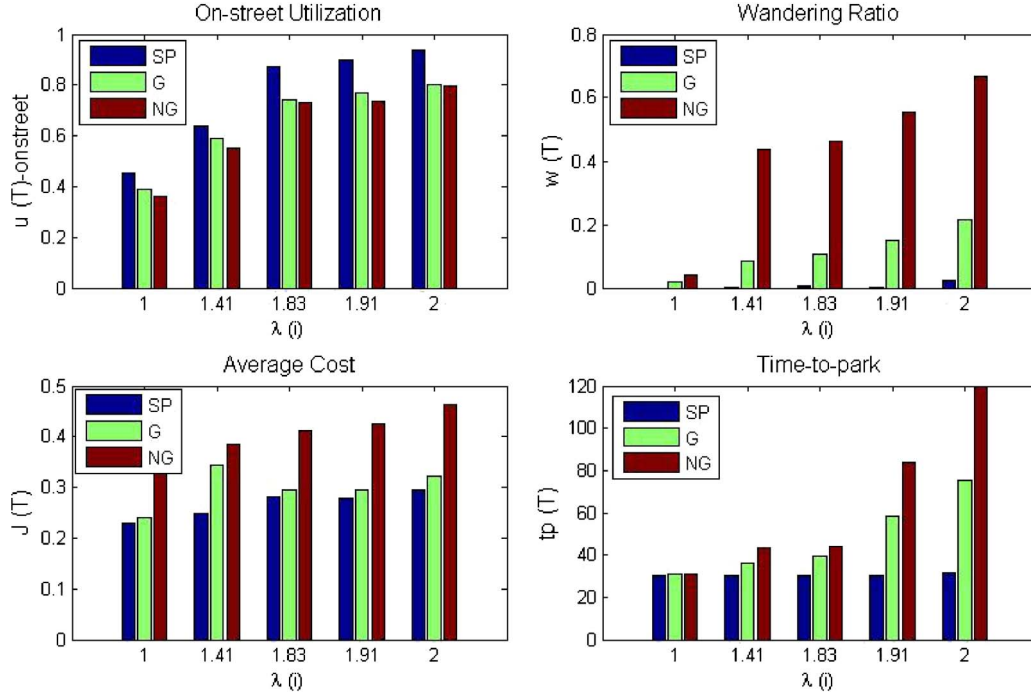 On-street Utilization
u (T)-onstreet
1
0.8
0.6
0.4
0.2
0
SP
G
NG
1 1.41 1.83 1.91 2
λ (i)
Wandering Ratio
w (T)
0.8
0.6
0.4
0.2
0
SP
G
NG
1 1.41 1.83 1.91 2
λ (i)
Average Cost
J (T)
0.5
0.4
0.3
0.2
0.1
0
SP
G
NG
1 1.41 1.83 1.91 2
λ (i)
Time-to-park
tp (T)
120
100
80
60
40
20
0
SP
G
NG
1 1.41 1.83 1.91 2
λ (i)